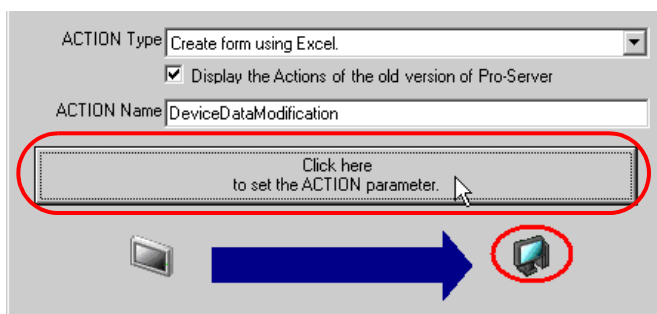 ACTION Type Create form using Excel.
Display the Actions of the old version of Pro-Server
ACTION Name DeviceDataModification
Click here
to set the ACTION parameter.